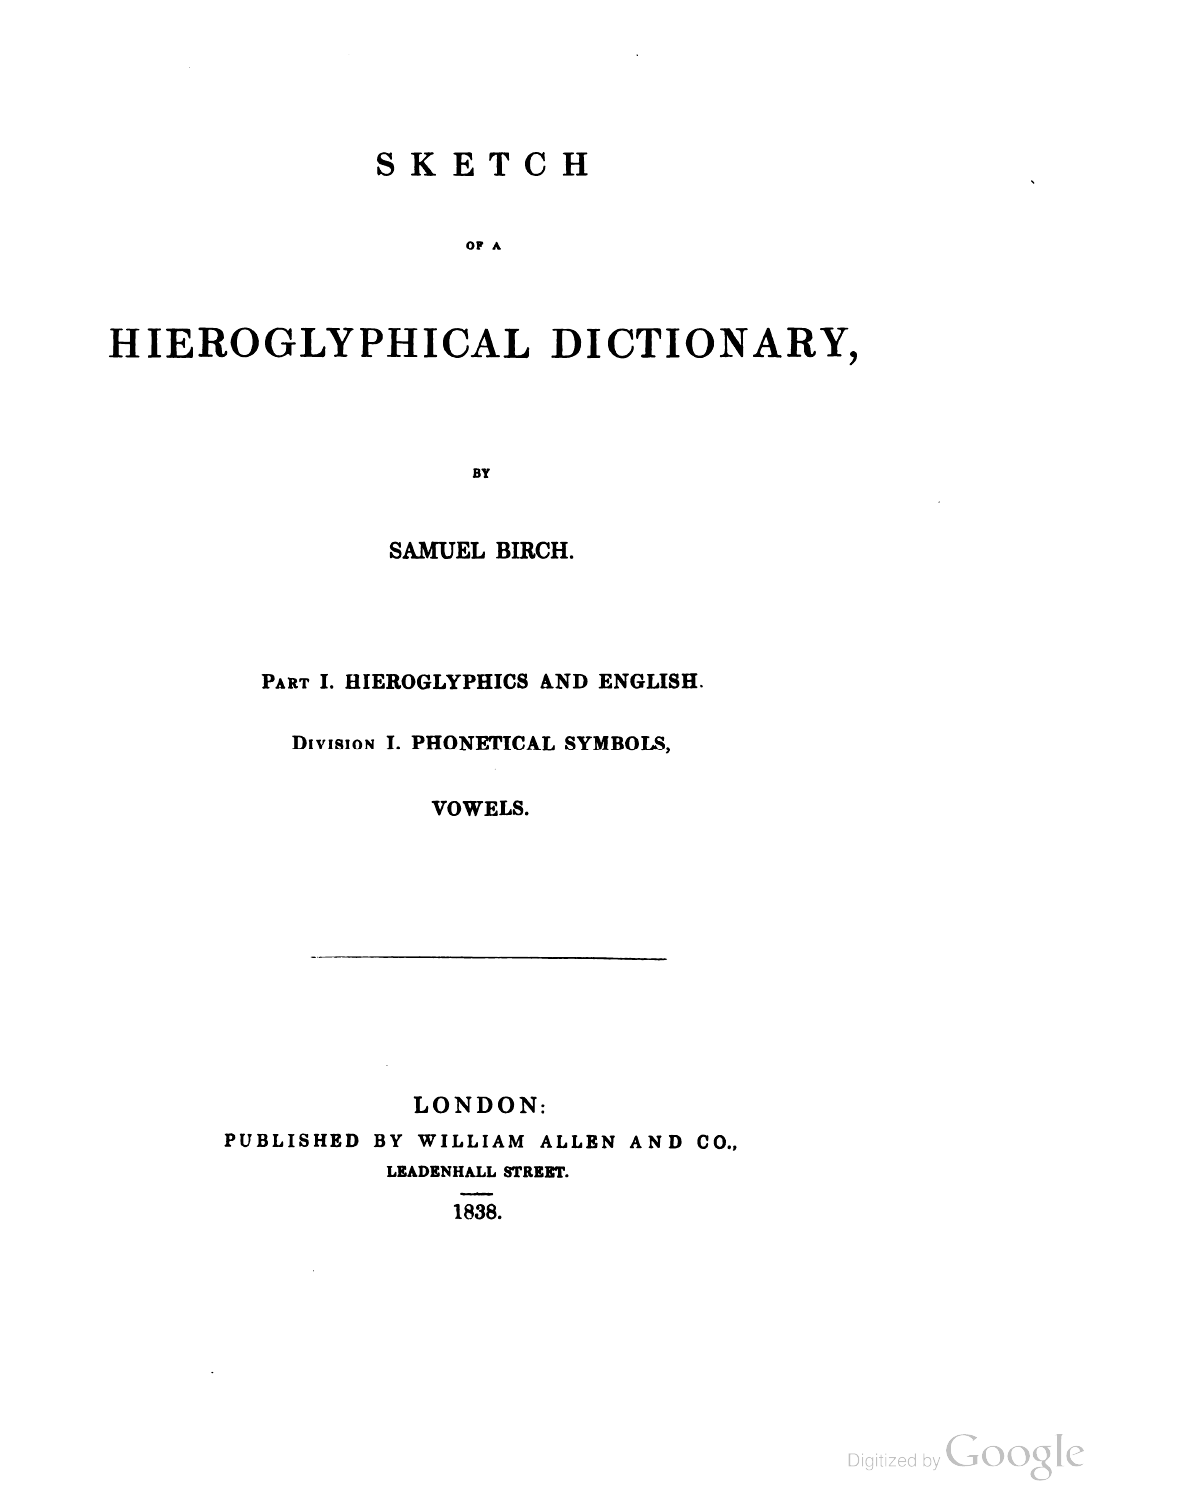 SKETCH
OF A
HIEROGLYPHICAL DICTIONARY,
BY
SAMUEL BIRCH.
PART I. HIEROGLYPHICS AND ENGLISH.
DIVISION I. PHONETICAL SYMBOLS,
VOWELS.
LONDON:
PUBLISHED BY WILLIAM ALLEN AND CO.,
LEADENHALL STREET.
1838.
Digitized by Google